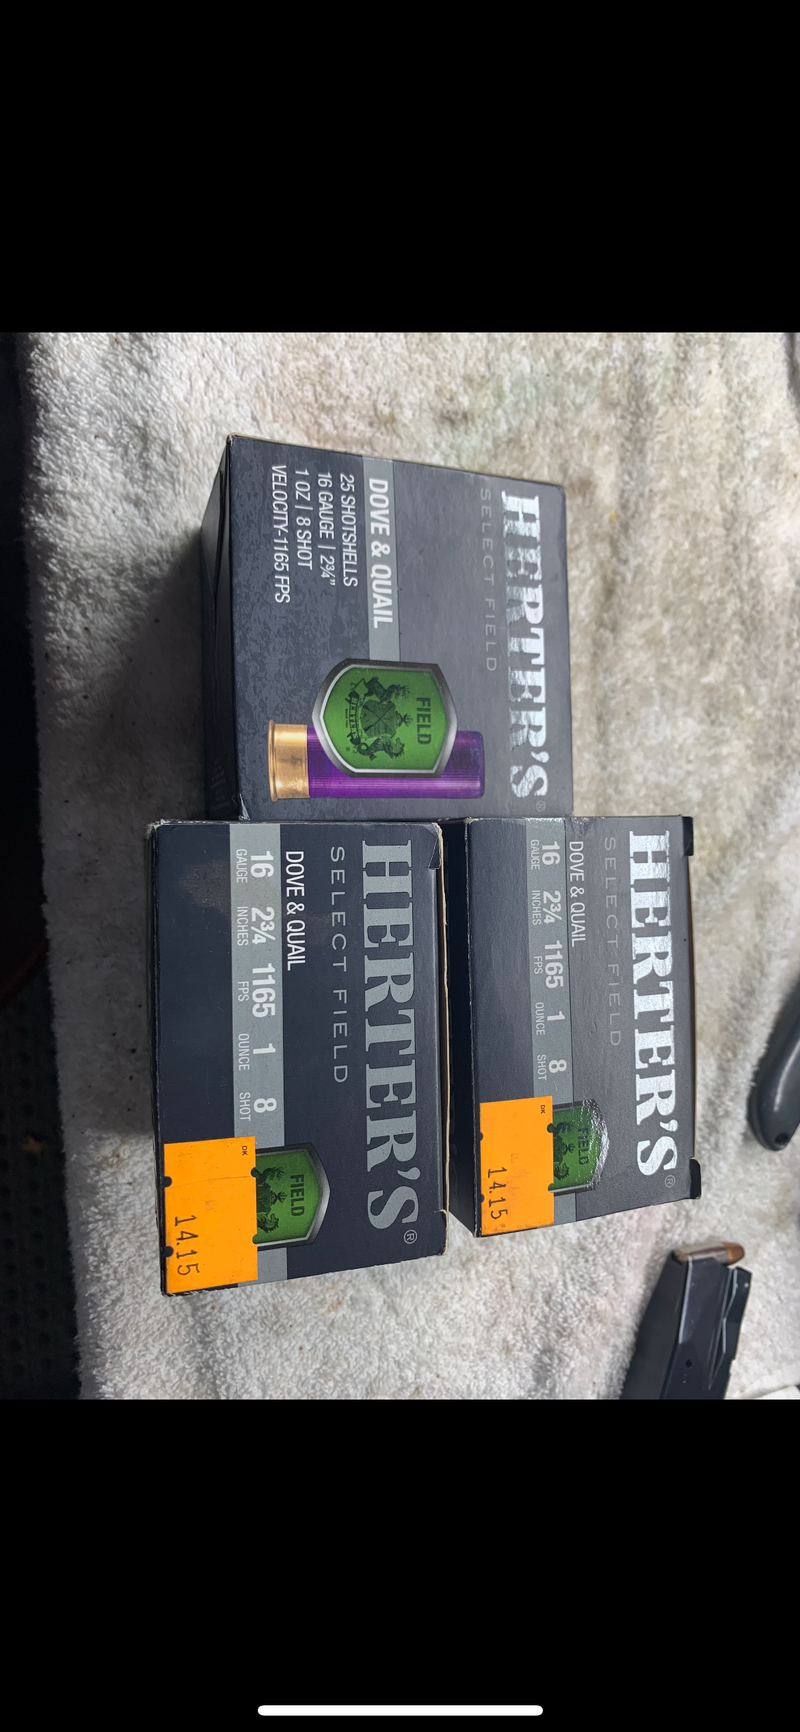 HERTER'S®
SELECT FIELD
DOVE & QUAIL
25 SHOTSHELLS
16 GAUGE | 2¾"
1 OZ | 8 SHOT
VELOCITY-1165 FPS
FIELD
HERTER'S
HERTER'S®
SELECT FIELD
DOVE & QUAIL
16 2¾ 1165 1 8
GAUGE INCHES FPS OUNCE SHOT
FIELD
DK
14.15
HERTER'S®
SELECT FIELD
DOVE & QUAIL
16 2¾ 1165 1 8
GAUGE INCHES FPS OUNCE SHOT
FIELD
DK
14.15